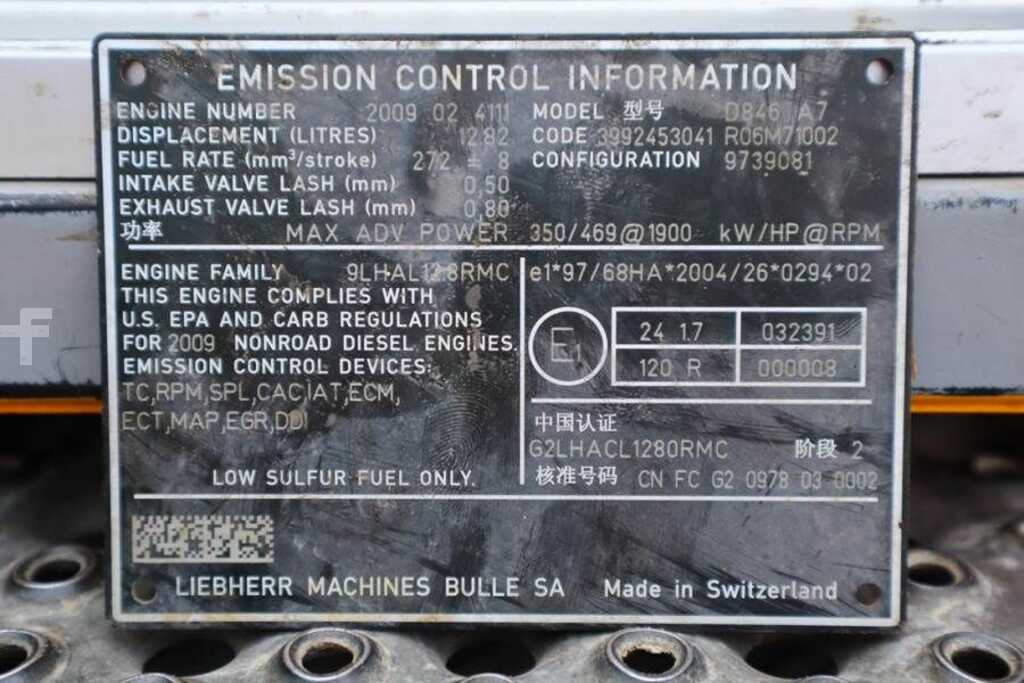 EMISSION CONTROL INFORMATION
ENGINE NUMBER 2009 02 4111 MODEL 型号 D846 A7
DISPLACEMENT (LITRES) 12.82 CODE 3992453041 R06M71002
FUEL RATE (mm³/stroke) 272 ± 8 CONFIGURATION 9739081
INTAKE VALVE LASH (mm) 0,50
EXHAUST VALVE LASH (mm) 0,80
功率 MAX ADV POWER 350/469@1900 kW/HP@RPM
ENGINE FAMILY 9LHAL128RMC
THIS ENGINE COMPLIES WITH
U.S. EPA AND CARB REGULATIONS
FOR 2009 NONROAD DIESEL ENGINES.
EMISSION CONTROL DEVICES:
TC,RPM,SPL,CAC,IAT,ECM,
ECT,MAP,EGR,DDI
LOW SULFUR FUEL ONLY.
e1*97/68HA*2004/26*0294*02
E1
24 1.7 032391
120 R 000008
中国认证
G2LHACL1280RMC 阶段 2
核准号码 CN FC G2 0978 03 0002
LIEBHERR MACHINES BULLE SA Made in Switzerland
f